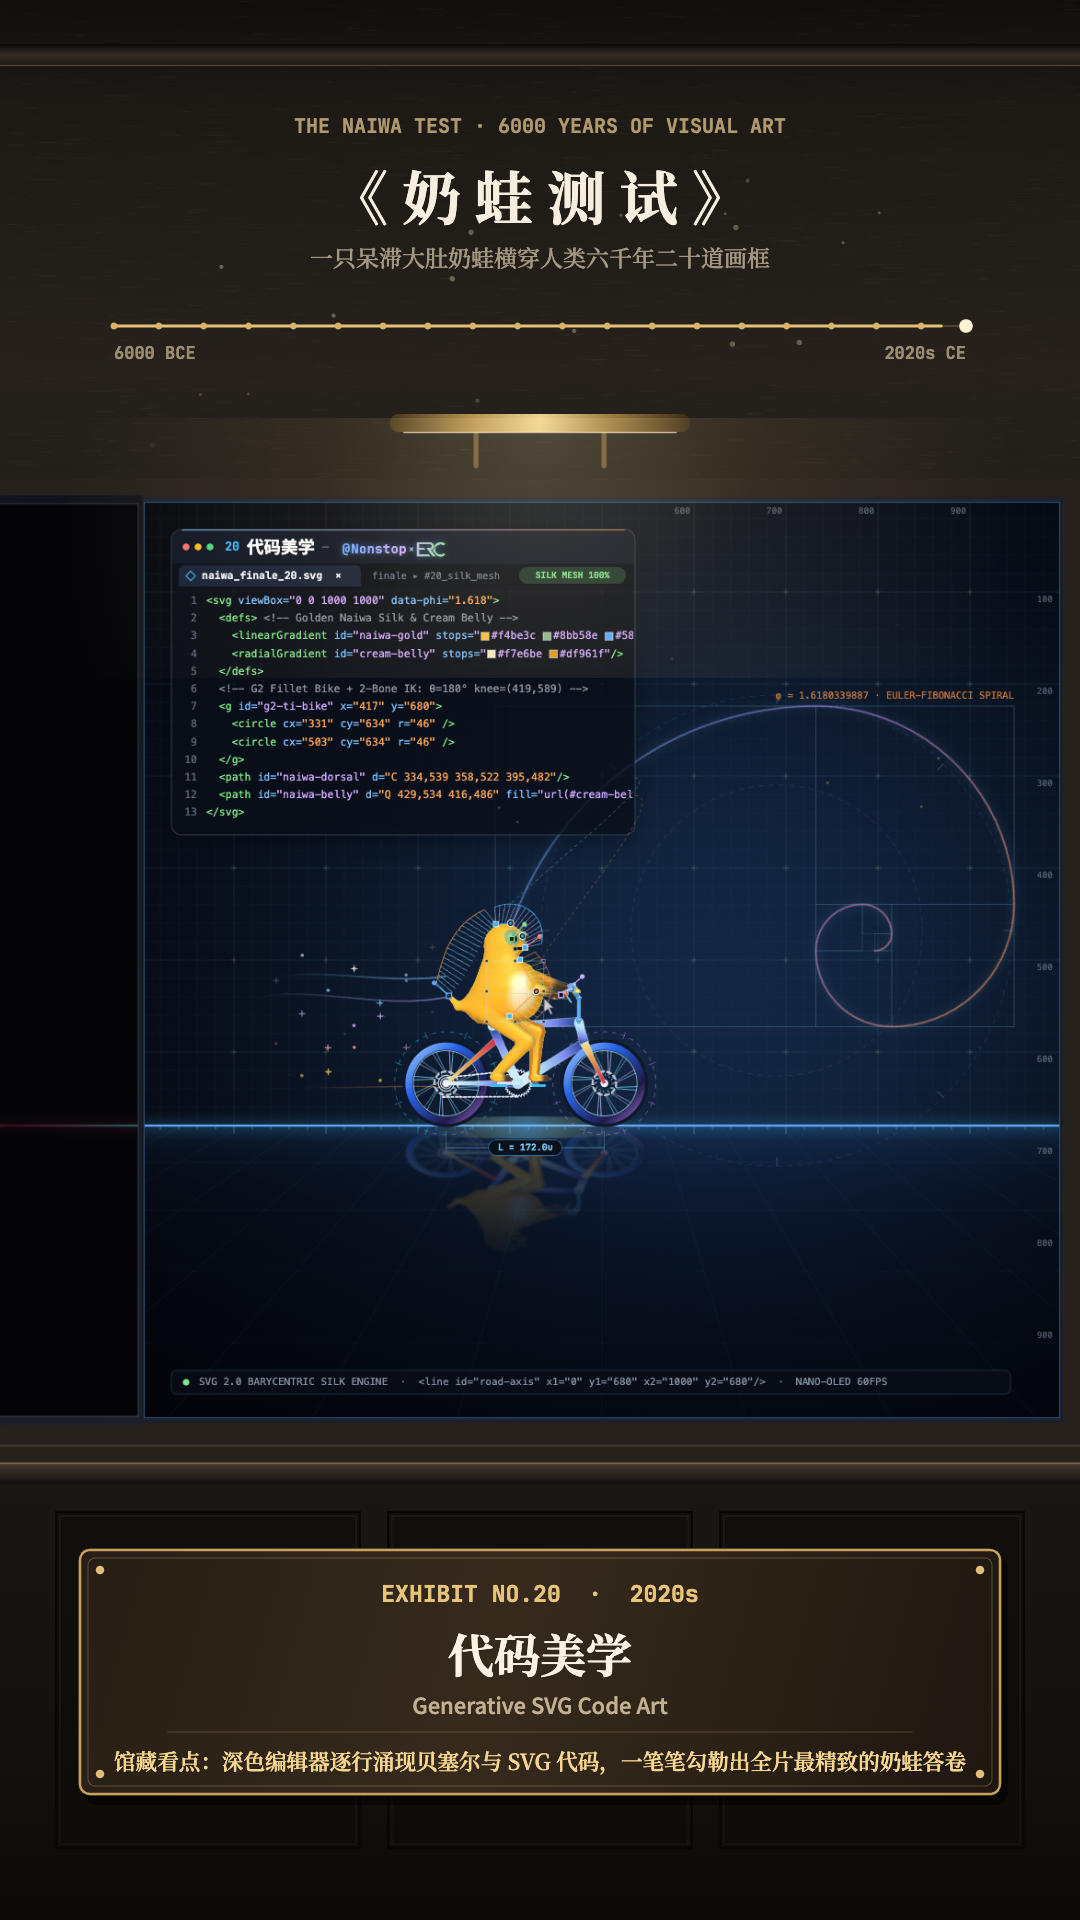 THE NAIWA TEST · 6000 YEARS OF VISUAL ART
《奶蛙测试》
一只呆滞大肚奶蛙横穿人类六千年二十道画框
6000 BCE
2020s CE
600 700 800 900
20 代码美学 — @Nonstop × ERC
naiwa_finale_20.svg × finale ▸ #20_silk_mesh SILK MESH 100%
1 <svg viewBox="0 0 1000 1000" data-phi="1.618">
2 <defs> <!-- Golden Naiwa Silk & Cream Belly -->
3 <linearGradient id="naiwa-gold" stops="#f4be3c #8bb58e #58
4 <radialGradient id="cream-belly" stops="#f7e6be #df961f"/>
5 </defs>
6 <!-- G2 Fillet Bike + 2-Bone IK: θ=180° knee=(419,589) -->
7 <g id="g2-ti-bike" x="417" y="680">
8 <circle cx="331" cy="634" r="46" />
9 <circle cx="503" cy="634" r="46" />
10 </g>
11 <path id="naiwa-dorsal" d="C 334,539 358,522 395,482"/>
12 <path id="naiwa-belly" d="Q 429,534 416,486" fill="url(#cream-bel
13 </svg>
100
φ = 1.6180339887 · EULER-FIBONACCI SPIRAL
200
300
400
500
600
L = 172.0u
700
800
900
SVG 2.0 BARYCENTRIC SILK ENGINE · <line id="road-axis" x1="0" y1="680" x2="1000" y2="680"/> · NANO-OLED 60FPS
EXHIBIT NO.20 · 2020s
代码美学
Generative SVG Code Art
馆藏看点：深色编辑器逐行涌现贝塞尔与 SVG 代码，一笔笔勾勒出全片最精致的奶蛙答卷